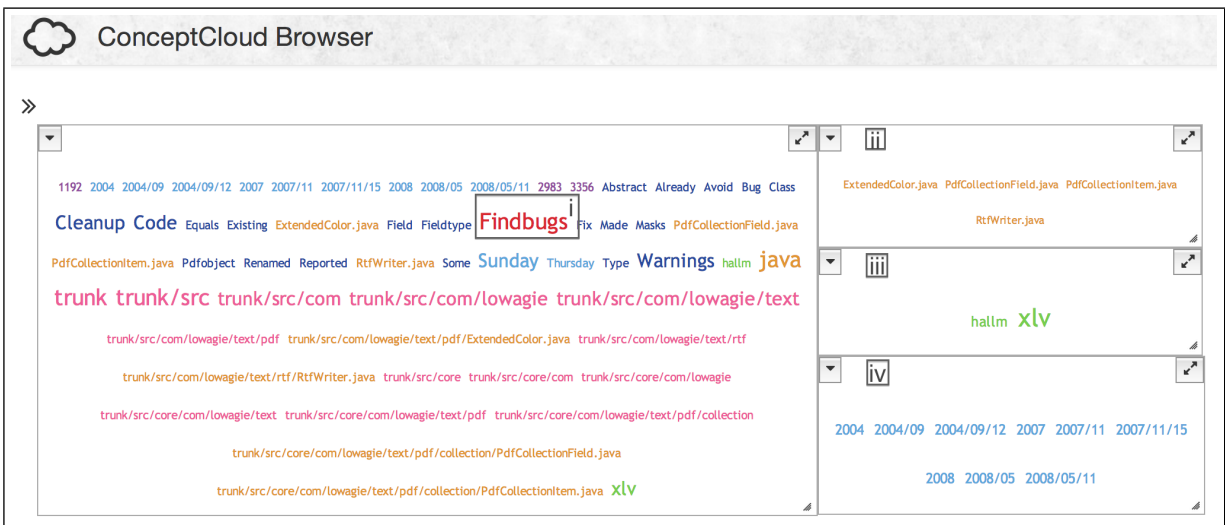 ConceptCloud Browser
1192 2004 2004/09 2004/09/12 2007 2007/11 2007/11/15 2008 2008/05 2008/05/11 2983 3356 Abstract Already Avoid Bug Class
Cleanup Code Equals Existing ExtendedColor.java Field Fieldtype Findbugs i Fix Made Masks PdfCollectionField.java
PdfCollectionItem.java Pdfobject Renamed Reported RtfWriter.java Some Sunday Thursday Type Warnings hallm java
trunk trunk/src trunk/src/com trunk/src/com/lowagie trunk/src/com/lowagie/text
trunk/src/com/lowagie/text/pdf trunk/src/com/lowagie/text/pdf/ExtendedColor.java trunk/src/com/lowagie/text/rtf
trunk/src/com/lowagie/text/rtf/RtfWriter.java trunk/src/core trunk/src/core/com trunk/src/core/com/lowagie
trunk/src/core/com/lowagie/text trunk/src/core/com/lowagie/text/pdf trunk/src/core/com/lowagie/text/pdf/collection
trunk/src/core/com/lowagie/text/pdf/collection/PdfCollectionField.java
trunk/src/core/com/lowagie/text/pdf/collection/PdfCollectionItem.java xlv
ii
ExtendedColor.java PdfCollectionField.java PdfCollectionItem.java
RtfWriter.java
iii
hallm xlv
iv
2004 2004/09 2004/09/12 2007 2007/11 2007/11/15
2008 2008/05 2008/05/11